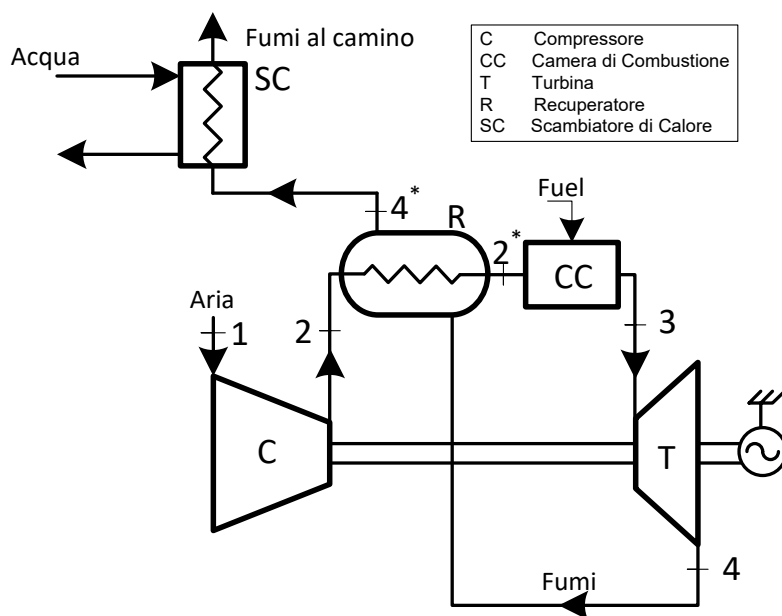 Fumi al camino
Acqua
SC
C Compressore
CC Camera di Combustione
T Turbina
R Recuperatore
SC Scambiatore di Calore
Fuel
4*
R
2*
CC
Aria
1
2
3
C
T
4
Fumi